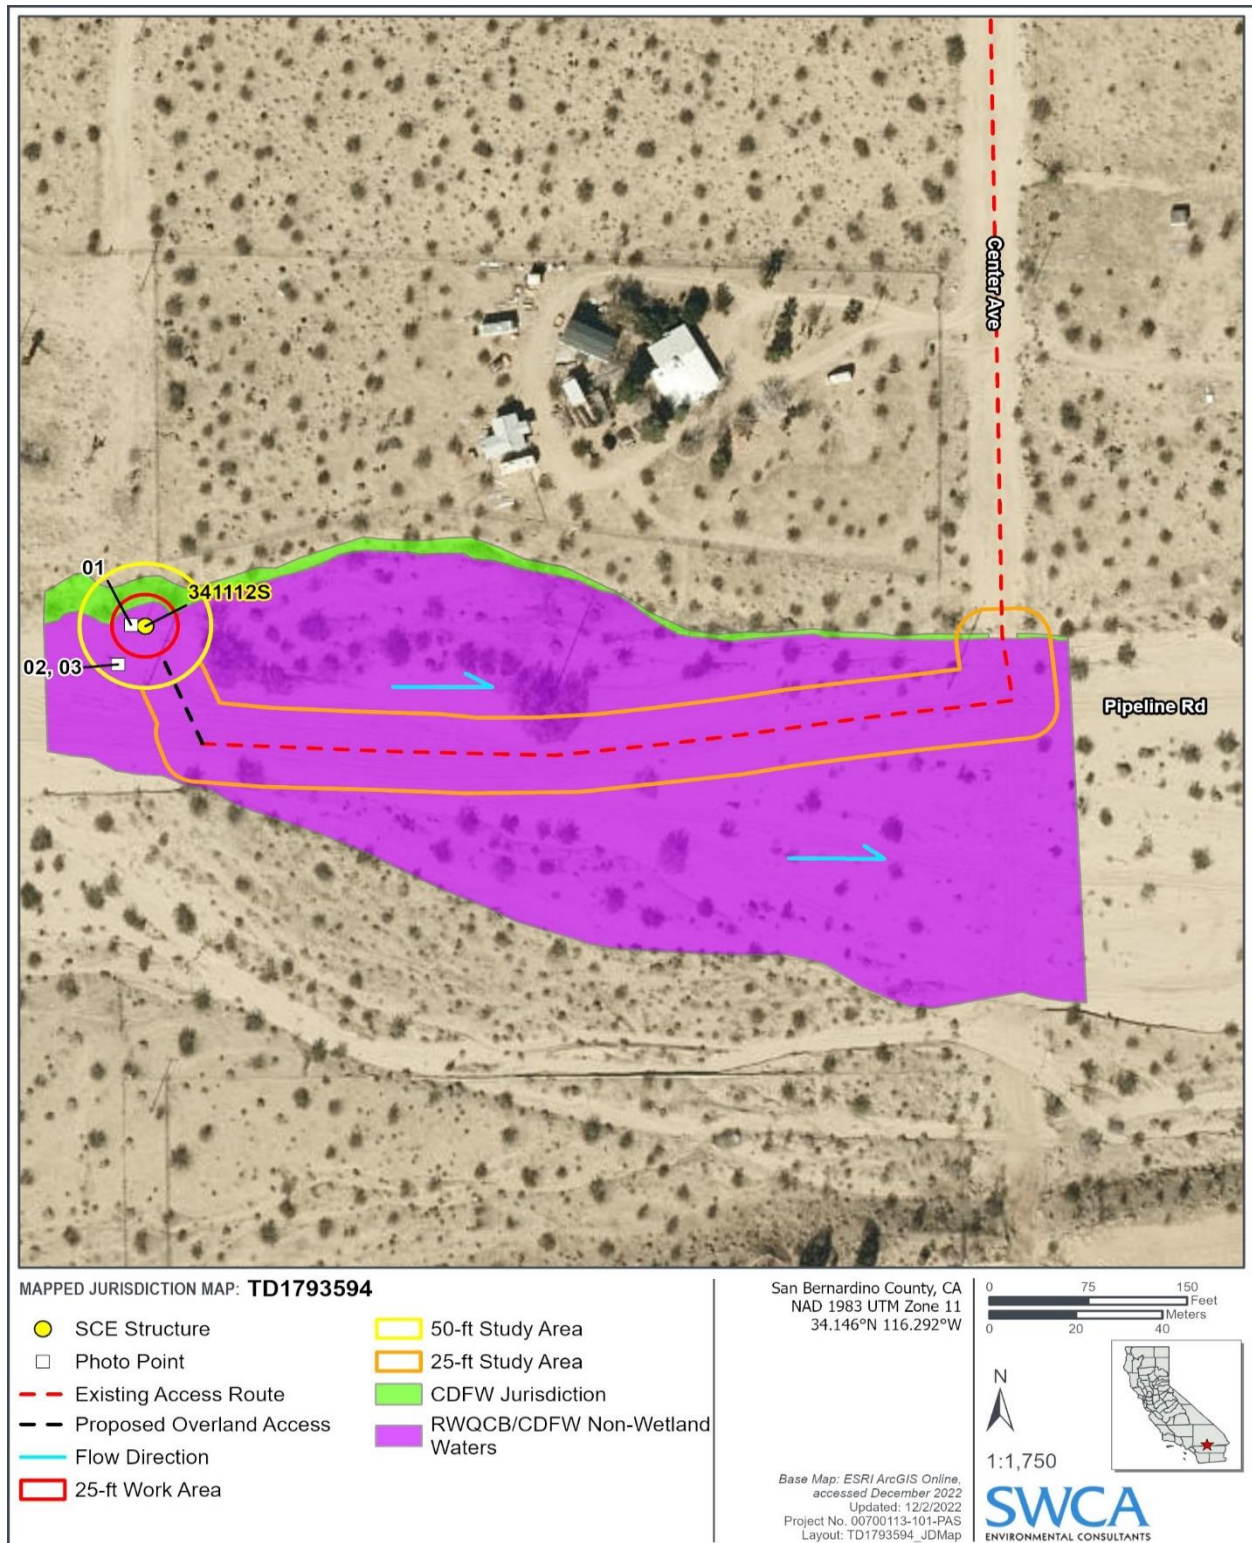 Center Ave
01
341112S
02, 03
Pipeline Rd
MAPPED JURISDICTION MAP: TD1793594
SCE Structure
Photo Point
Existing Access Route
Proposed Overland Access
Flow Direction
25-ft Work Area
50-ft Study Area
25-ft Study Area
CDFW Jurisdiction
RWQCB/CDFW Non-Wetland
Waters
San Bernardino County, CA
NAD 1983 UTM Zone 11
34.146°N 116.292°W
Base Map: ESRI ArcGIS Online,
accessed December 2022
Updated: 12/2/2022
Project No. 00700113-101-PAS
Layout: TD1793594_JDMap
0 75 150
Feet
Meters
0 20 40
N
1:1,750
SWCA
ENVIRONMENTAL CONSULTANTS